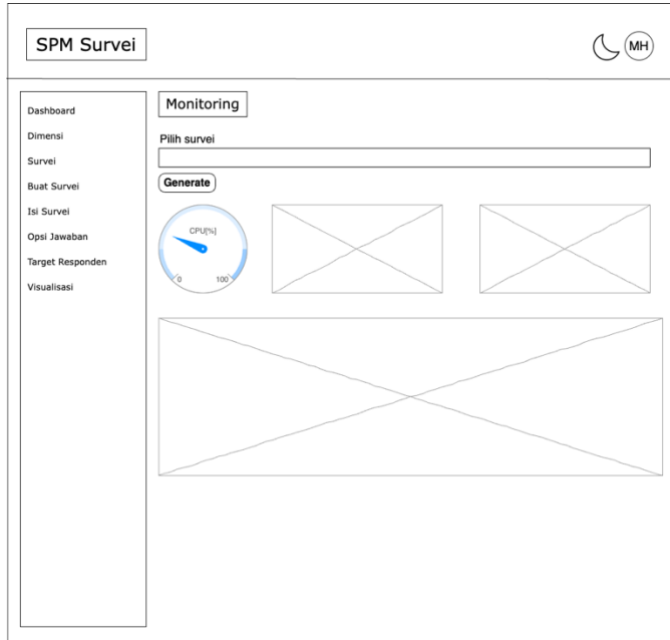 SPM Survei
MH
Dashboard
Dimensi
Survei
Buat Survei
Isi Survei
Opsi Jawaban
Target Responden
Visualisasi
Monitoring
Pilih survei
Generate
CPU[%]
0 100